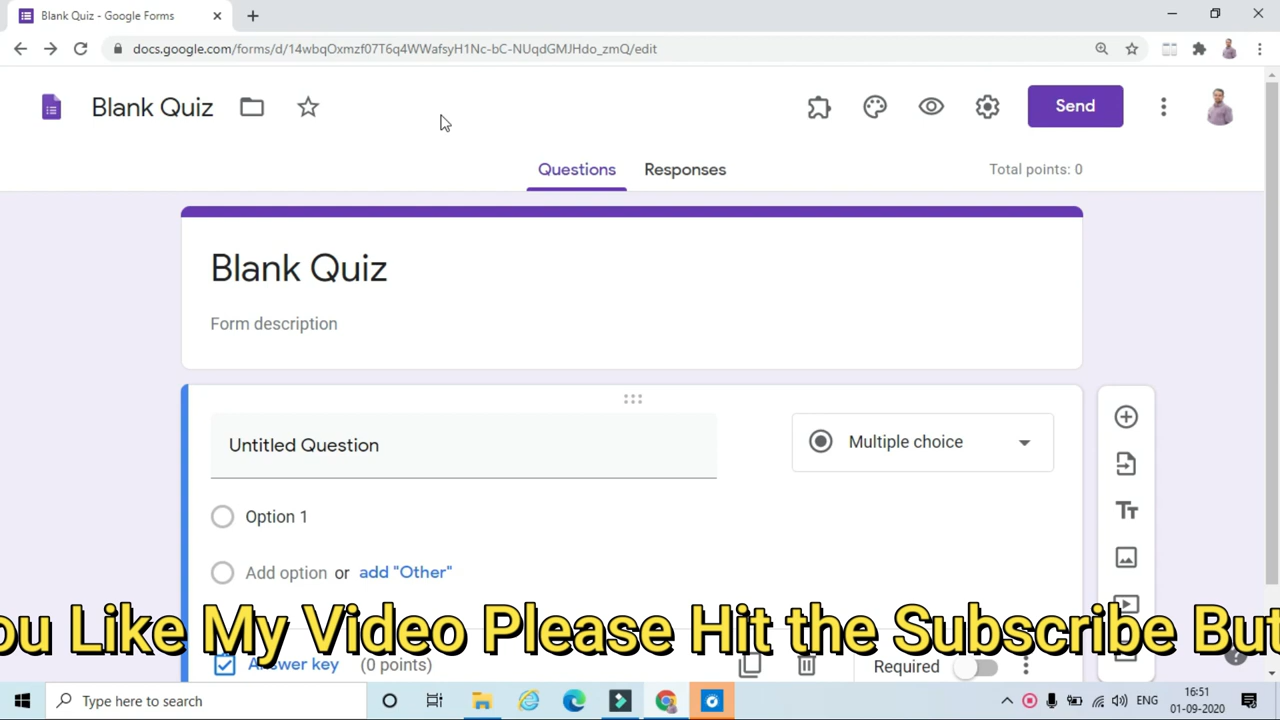 Blank Quiz - Google Forms
docs.google.com/forms/d/14wbqOxmzf07T6q4WWafsyH1Nc-bC-NUqdGMJHdo_zmQ/edit
Blank Quiz
Send
Questions
Responses
Total points: 0
Blank Quiz
Form description
Untitled Question
Multiple choice
Option 1
Add option or add "Other"
ou Like My Video Please Hit the Subscribe But
Answer key (0 points)
Required
Type here to search
ENG
16:51
01-09-2020